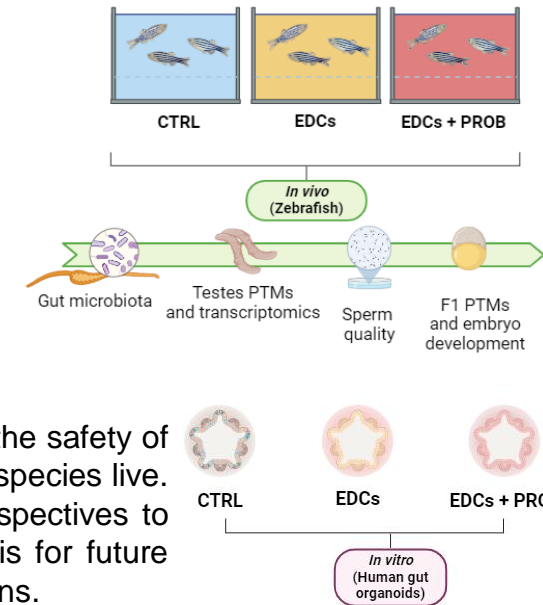 CTRL
EDCs
EDCs + PROB
In vivo
(Zebrafish)
Gut microbiota
Testes PTMs
and transcriptomics
Sperm
quality
F1 PTMs
and embryo
development
the safety of
species live.
spectives to
is for future
ns.
CTRL
EDCs
EDCs + PRO
In vitro
(Human gut
organoids)